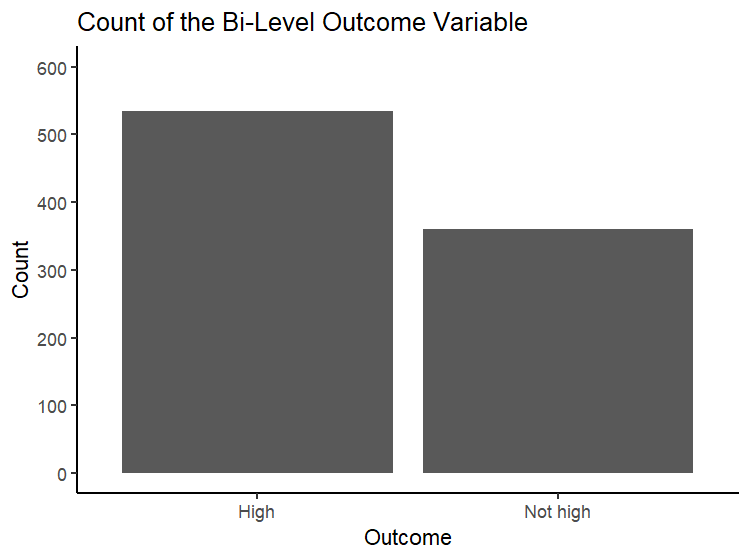 Count of the Bi-Level Outcome Variable
600
500
400
300
200
100
0
Count
High
Not high
Outcome